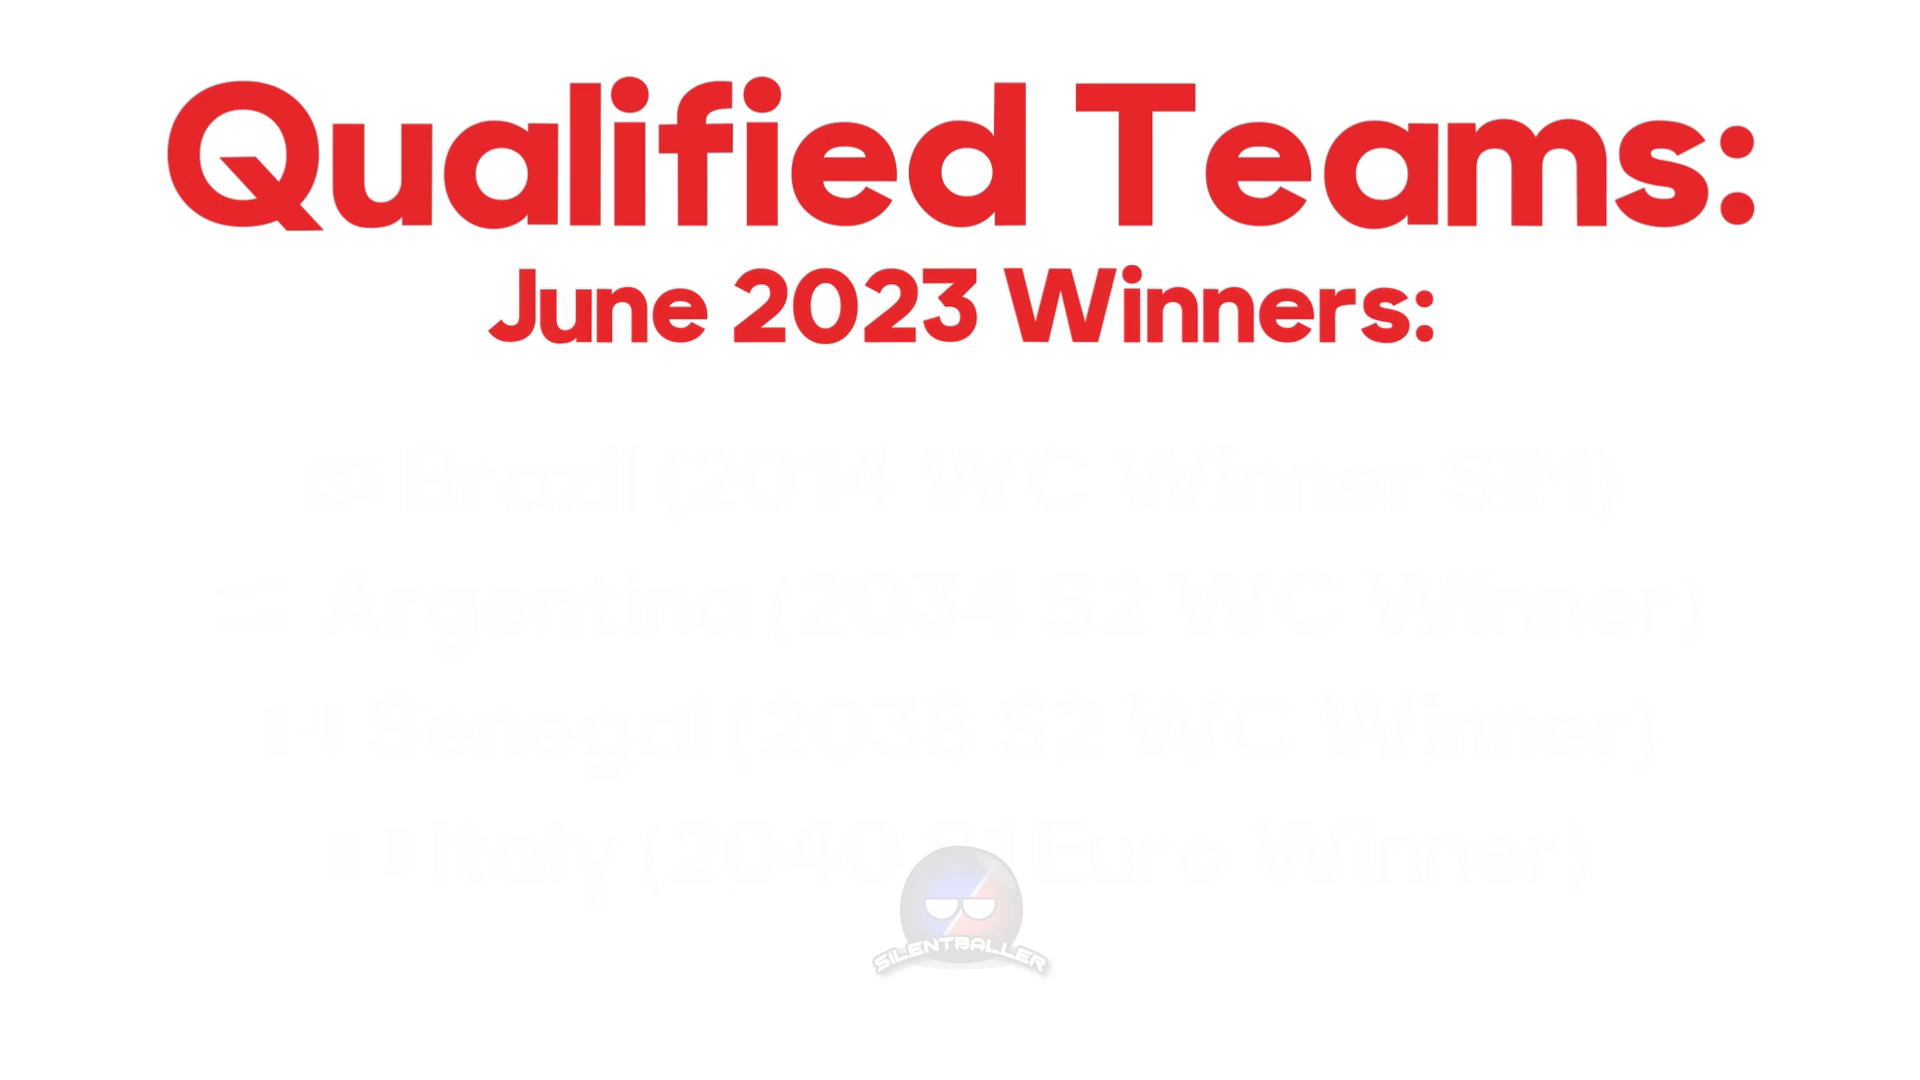 Qualified Teams:
June 2023 Winners:
Brazil (2014 WC Winner SIM)
Argentina (2034 S2 WC Winner)
Senegal (2038 S2 WC Winner)
Italy (2040 S1 Euro Winner)
SILENTBALLER